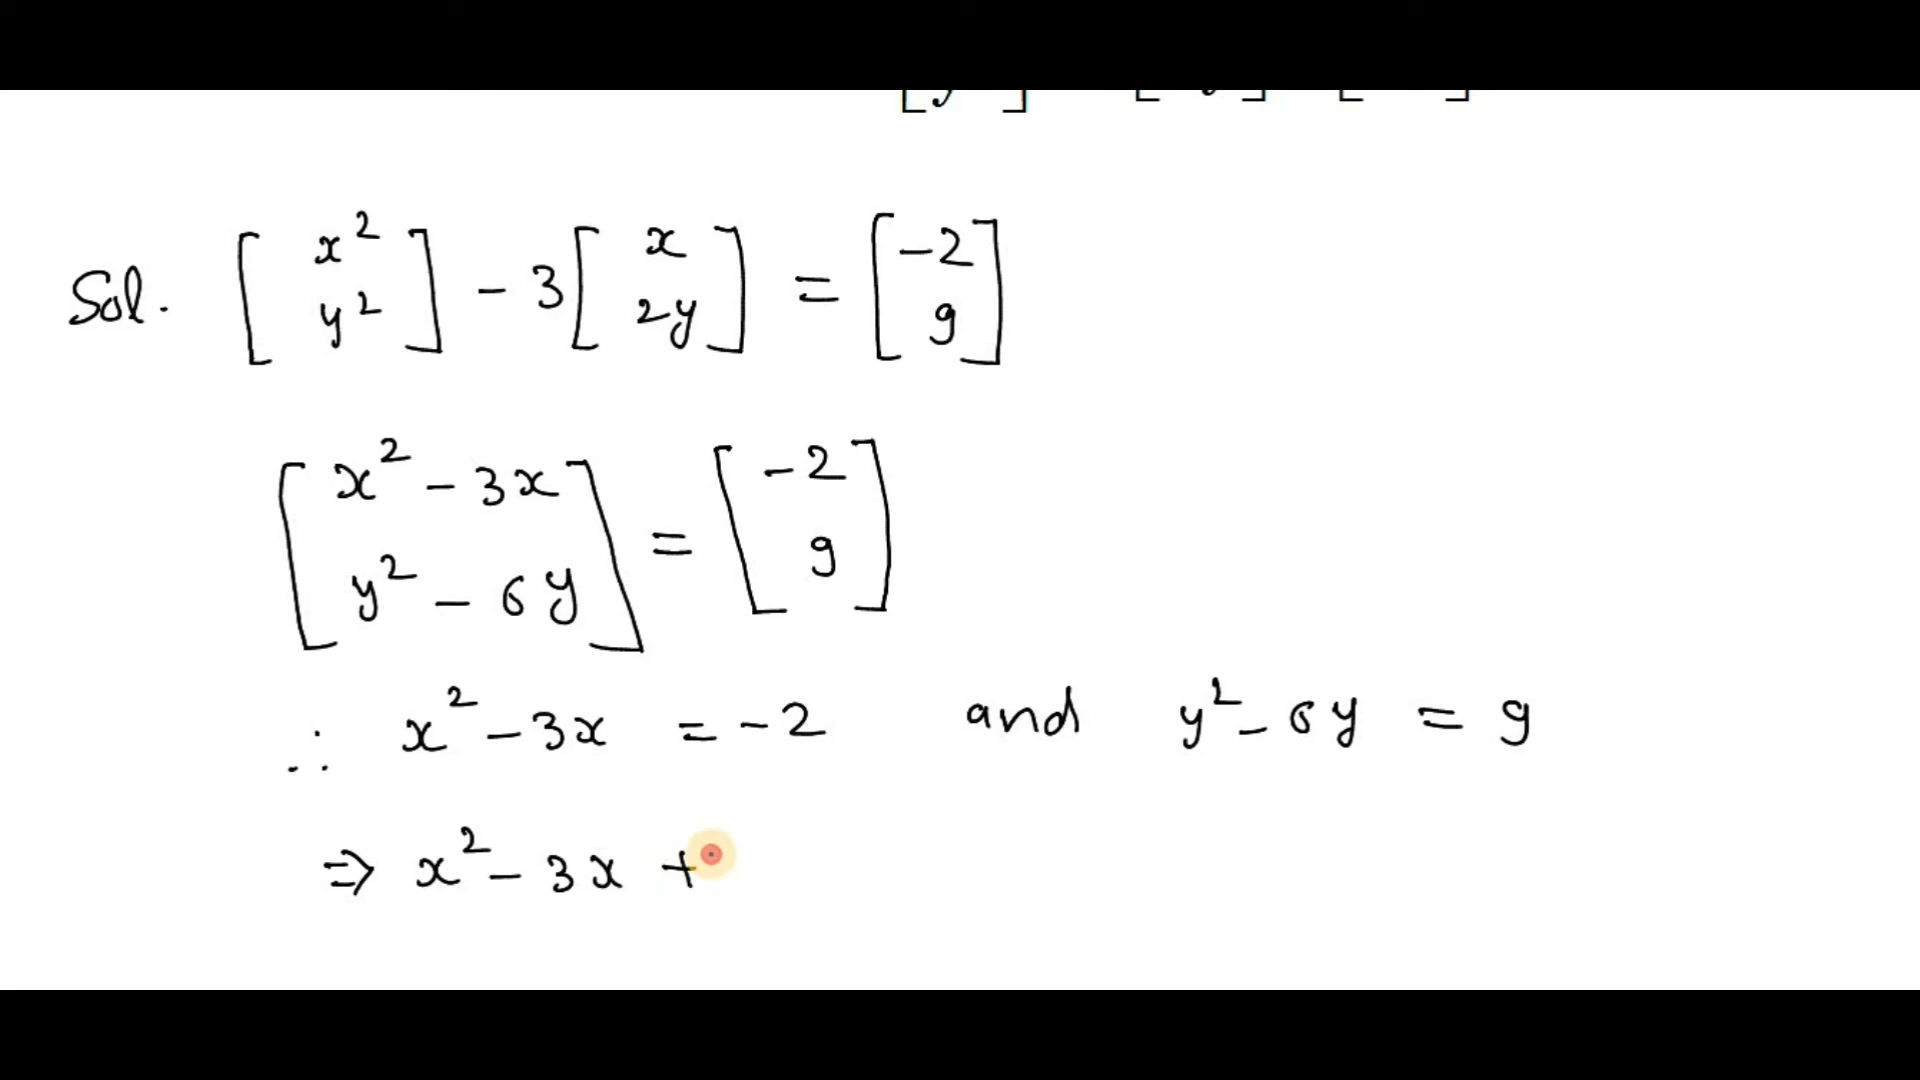 Sol. [x² y²] - 3 [x 2y] = [-2 9]
[x² - 3x y² - 6y] = [-2 9]
∴ x² - 3x = -2 and y² - 6y = 9
⇒ x² - 3x +